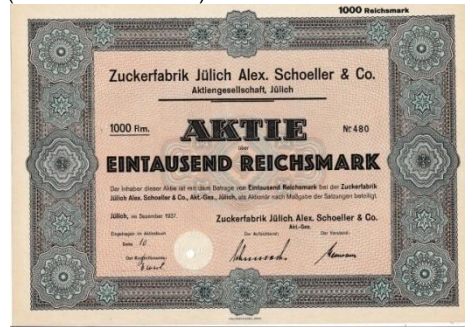 1000 Reichsmark
Zuckerfabrik Jülich Alex. Schoeller & Co.
Aktiengesellschaft, Jülich
1000 Rm. AKTIE Nr. 480
über
EINTAUSEND REICHSMARK
Der Inhaber dieser Aktie ist mit dem Betrage von Eintausend Reichsmark bei der Zuckerfabrik
Jülich Alex. Schoeller & Co., Akt.-Ges., Jülich, als Aktionär nach Maßgabe der Satzungen beteiligt.
Jülich, im Dezember 1937. Zuckerfabrik Jülich Alex. Schoeller & Co.
Akt.-Ges.
Eingetragen im Aktienbuch Der Aufsichtsrat: Der Vorstand:
Seite 10